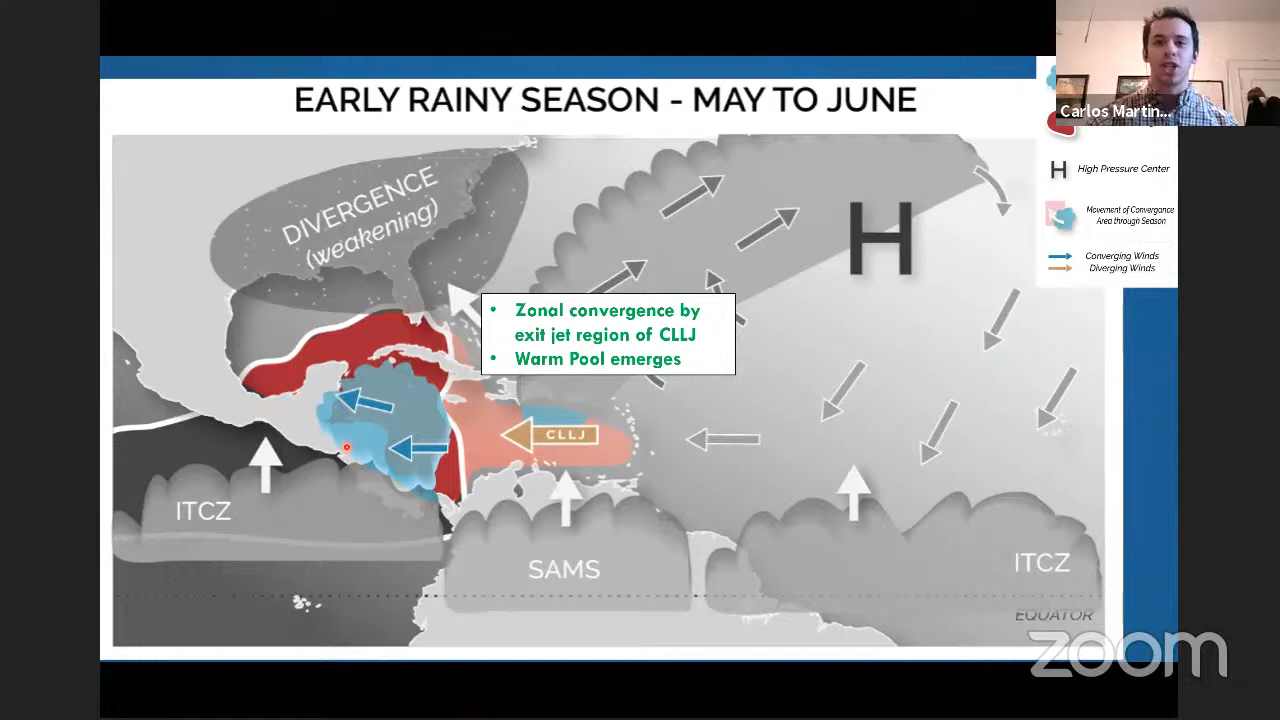 EARLY RAINY SEASON - MAY TO JUNE
Carlos Martin...
H High Pressure Center
Movement of Convergance
Area through Season
Converging Winds
Diverging Winds
DIVERGENCE
(weakening)
H
• Zonal convergence by
exit jet region of CLLJ
• Warm Pool emerges
CLLJ
ITCZ
SAMS
ITCZ
EQUATOR
zoom